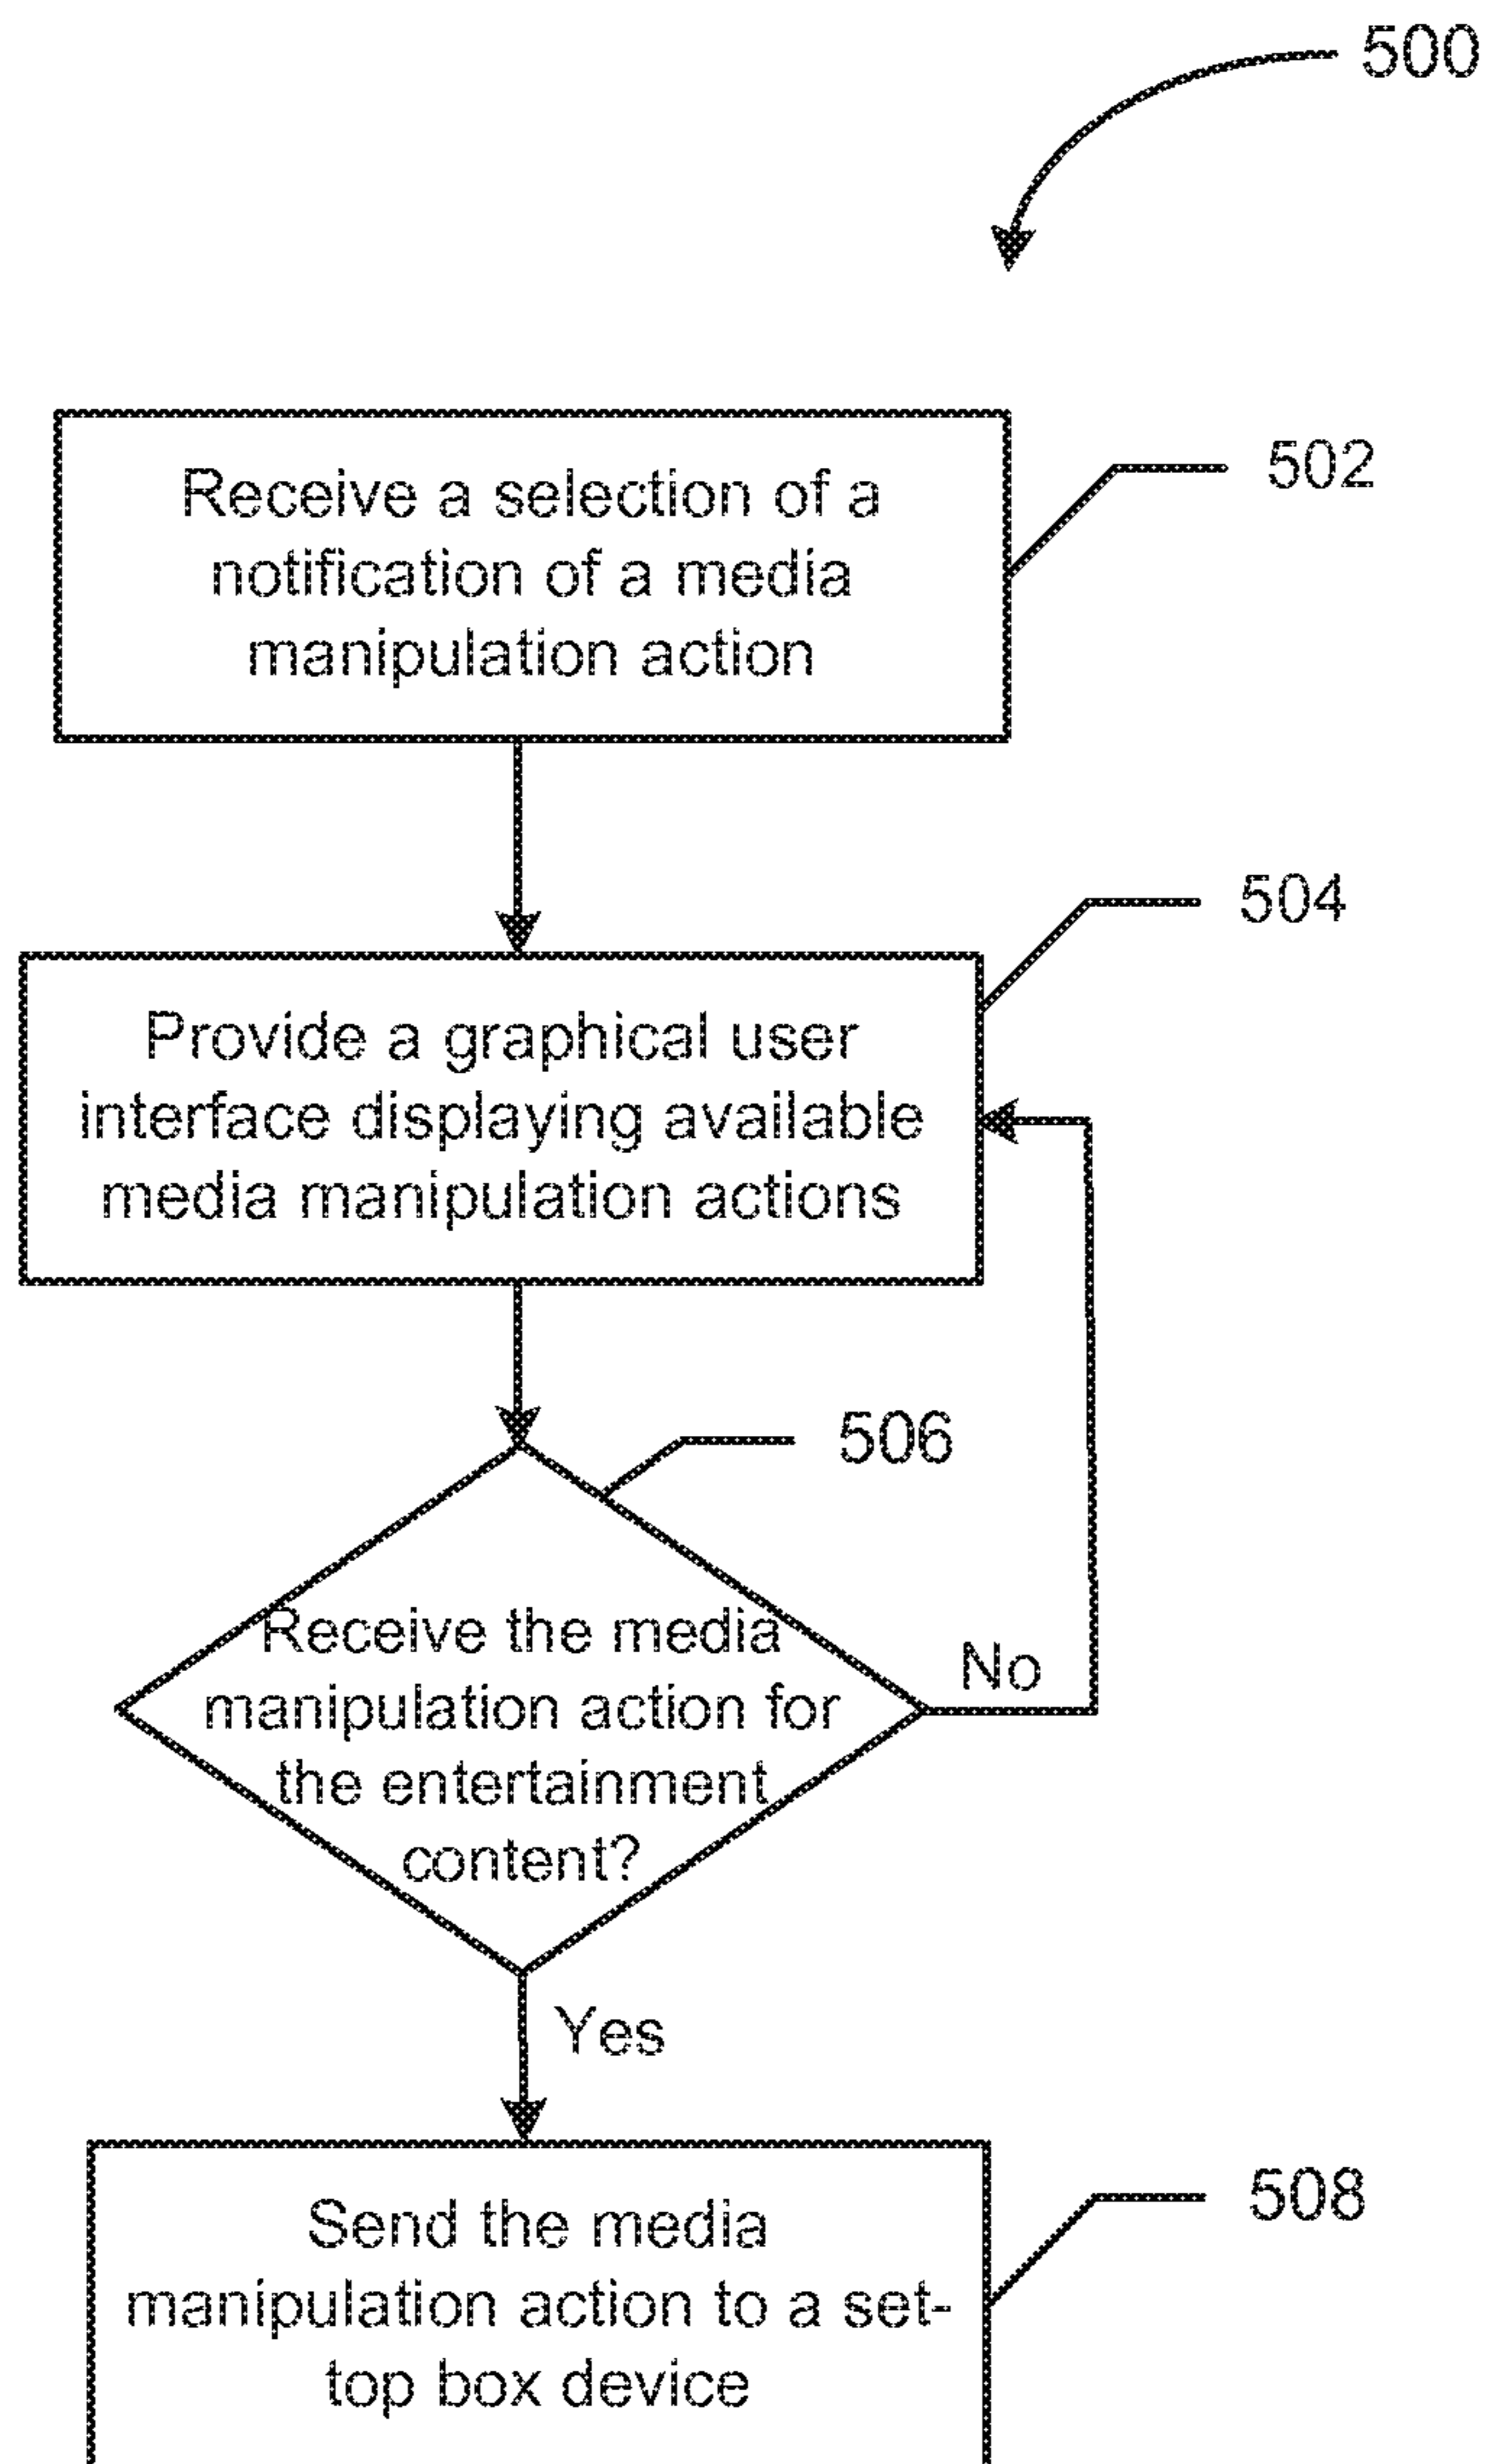 500
Receive a selection of a
notification of a media
manipulation action
502
504
Provide a graphical user
interface displaying available
media manipulation actions
506
Receive the media
manipulation action for
the entertainment
content?
No
Yes
Send the media
manipulation action to a set-
top box device
508